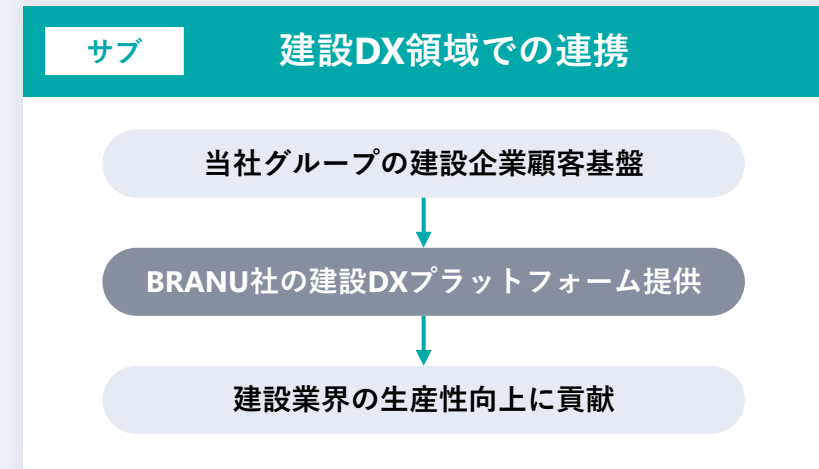 サブ
建設DX領域での連携
当社グループの建設企業顧客基盤
BRANU社の建設DXプラットフォーム提供
建設業界の生産性向上に貢献